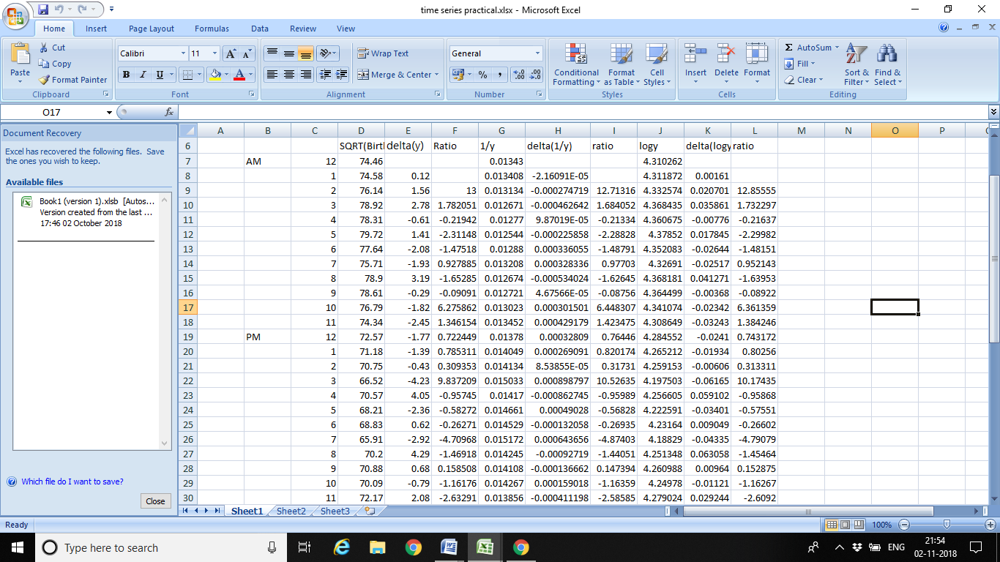 time series practical.xlsx - Microsoft Excel
Home Insert Page Layout Formulas Data Review View
Paste
Cut
Copy
Format Painter
Clipboard
Calibri 11 A A
B I U A
Font
Wrap Text
Merge & Center
Alignment
General
% , .00 .0
Number
Conditional Formatting
Format as Table
Cell Styles
Styles
Insert Delete Format
Cells
Σ AutoSum
Fill
Clear
Sort & Filter
Find & Select
Editing
O17 fx
Document Recovery
Excel has recovered the following files. Save
the ones you wish to keep.
Available files
Book1 (version 1).xlsb [Autos...
Version created from the last ...
17:46 02 October 2018
Which file do I want to save?
Close
A B C D E F G H I J K L M N O P
6 SQRT(Birt delta(y) Ratio 1/y delta(1/y) ratio logy delta(logy ratio
7 AM 12 74.46 0.01343 4.310262
8 1 74.58 0.12 0.013408 -2.16091E-05 4.311872 0.00161
9 2 76.14 1.56 13 0.013134 -0.000274719 12.71316 4.332574 0.020701 12.85555
10 3 78.92 2.78 1.782051 0.012671 -0.000462642 1.684052 4.368435 0.035861 1.732297
11 4 78.31 -0.61 -0.21942 0.01277 9.87019E-05 -0.21334 4.360675 -0.00776 -0.21637
12 5 79.72 1.41 -2.31148 0.012544 -0.000225858 -2.28828 4.37852 0.017845 -2.29982
13 6 77.64 -2.08 -1.47518 0.01288 0.000336055 -1.48791 4.352083 -0.02644 -1.48151
14 7 75.71 -1.93 0.927885 0.013208 0.000328336 0.97703 4.32691 -0.02517 0.952143
15 8 78.9 3.19 -1.65285 0.012674 -0.000534024 -1.62645 4.368181 0.041271 -1.63953
16 9 78.61 -0.29 -0.09091 0.012721 4.67566E-05 -0.08756 4.364499 -0.00368 -0.08922
17 10 76.79 -1.82 6.275862 0.013023 0.000301501 6.448307 4.341074 -0.02342 6.361359
18 11 74.34 -2.45 1.346154 0.013452 0.000429179 1.423475 4.308649 -0.03243 1.384246
19 PM 12 72.57 -1.77 0.722449 0.01378 0.00032809 0.76446 4.284552 -0.0241 0.743172
20 1 71.18 -1.39 0.785311 0.014049 0.000269091 0.820174 4.265212 -0.01934 0.80256
21 2 70.75 -0.43 0.309353 0.014134 8.53855E-05 0.31731 4.259153 -0.00606 0.313311
22 3 66.52 -4.23 9.837209 0.015033 0.000898797 10.52635 4.197503 -0.06165 10.17435
23 4 70.57 4.05 -0.95745 0.01417 -0.000862745 -0.95989 4.256605 0.059102 -0.95868
24 5 68.21 -2.36 -0.58272 0.014661 0.00049028 -0.56828 4.222591 -0.03401 -0.57551
25 6 68.83 0.62 -0.26271 0.014529 -0.000132058 -0.26935 4.23164 0.009049 -0.26602
26 7 65.91 -2.92 -4.70968 0.015172 0.000643656 -4.87403 4.18829 -0.04335 -4.79079
27 8 70.2 4.29 -1.46918 0.014245 -0.00092719 -1.44051 4.251348 0.063058 -1.45464
28 9 70.88 0.68 0.158508 0.014108 -0.000136662 0.147394 4.260988 0.00964 0.152875
29 10 70.09 -0.79 -1.16176 0.014267 0.000159018 -1.16359 4.24978 -0.01121 -1.16267
30 11 72.17 2.08 -2.63291 0.013856 -0.000411198 -2.58585 4.279024 0.029244 -2.6092
Sheet1 Sheet2 Sheet3
Ready 100%
Type here to search
ENG
21:54
02-11-2018